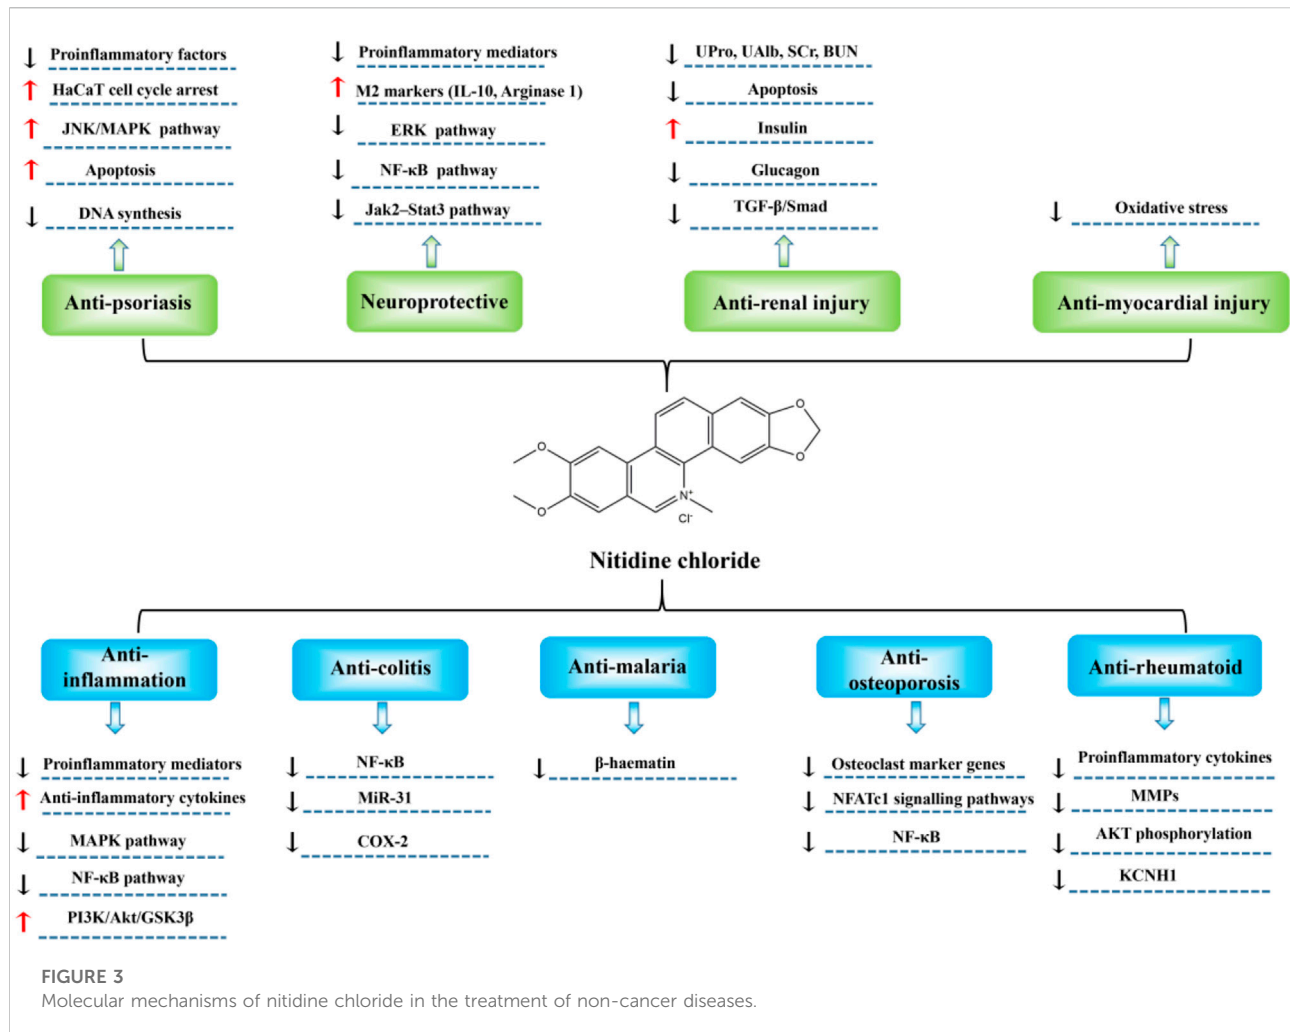 Proinflammatory factors
HaCaT cell cycle arrest
JNK/MAPK pathway
Apoptosis
DNA synthesis
Anti-psoriasis
Proinflammatory mediators
M2 markers (IL-10, Arginase 1)
ERK pathway
NF-κB pathway
Jak2–Stat3 pathway
Neuroprotective
UPro, UAlb, SCr, BUN
Apoptosis
Insulin
Glucagon
TGF-β/Smad
Anti-renal injury
Oxidative stress
Anti-myocardial injury
O
O
O
O
N+
Cl-
Nitidine chloride
Anti-
inflammation
Proinflammatory mediators
Anti-inflammatory cytokines
MAPK pathway
NF-κB pathway
PI3K/Akt/GSK3β
Anti-colitis
NF-κB
MiR-31
COX-2
Anti-malaria
β-haematin
Anti-
osteoporosis
Osteoclast marker genes
NFATc1 signalling pathways
NF-κB
Anti-rheumatoid
Proinflammatory cytokines
MMPs
AKT phosphorylation
KCNH1
FIGURE 3
Molecular mechanisms of nitidine chloride in the treatment of non-cancer diseases.